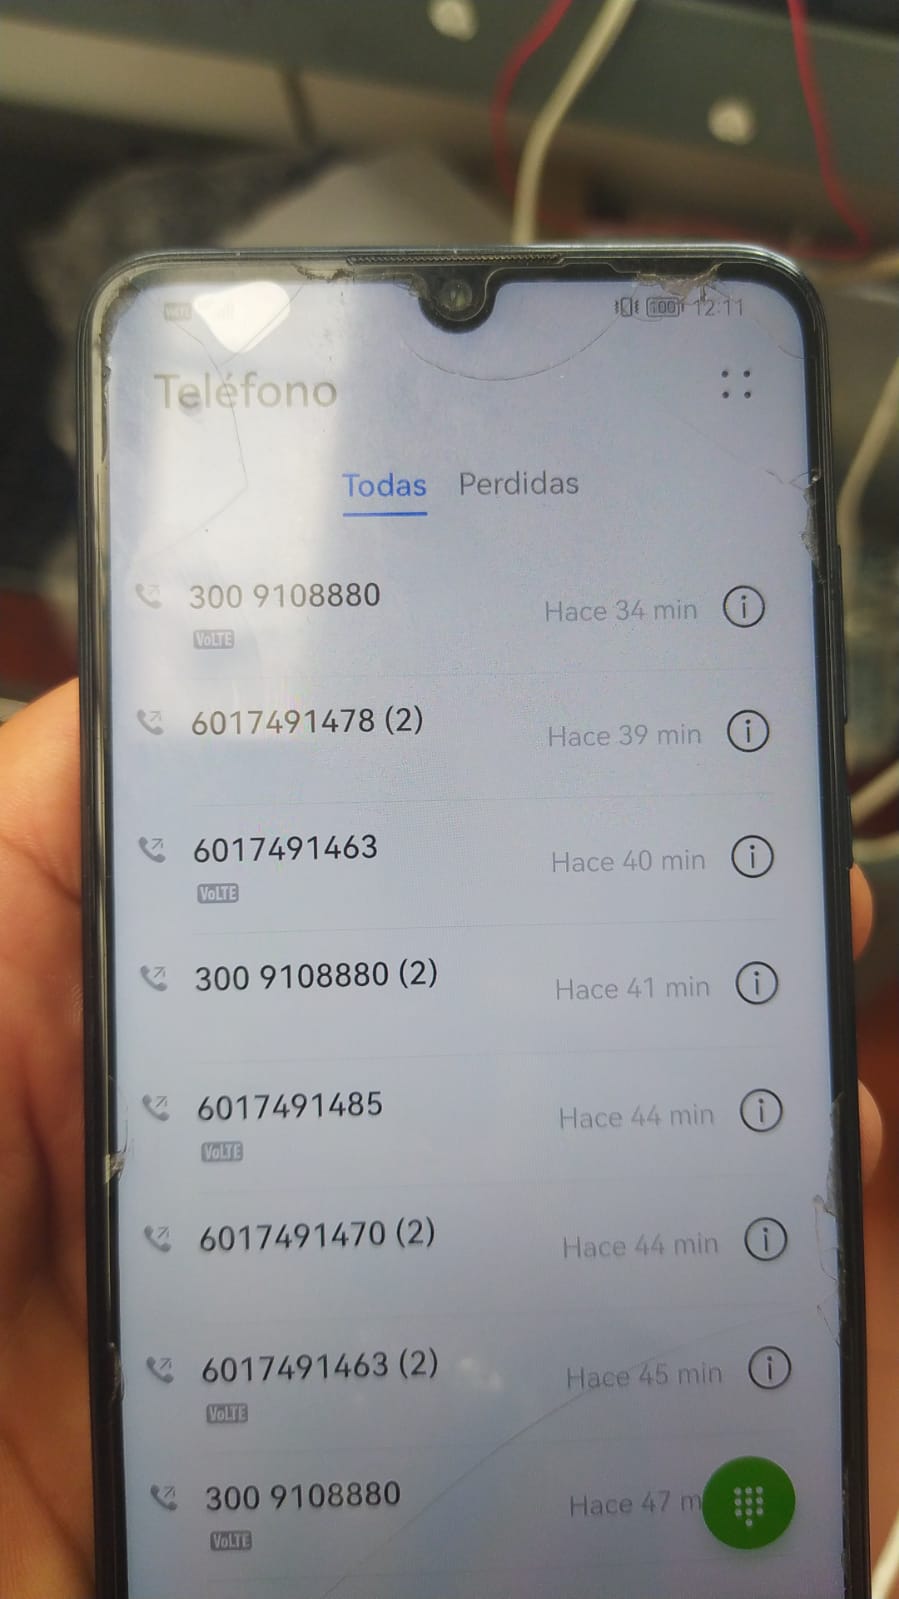 100 12:11
Teléfono
Todas Perdidas
300 9108880 Hace 34 min
VoLTE
6017491478 (2) Hace 39 min
6017491463 Hace 40 min
VoLTE
300 9108880 (2) Hace 41 min
6017491485 Hace 44 min
VoLTE
6017491470 (2) Hace 44 min
6017491463 (2) Hace 45 min
VoLTE
300 9108880 Hace 47 m
VoLTE